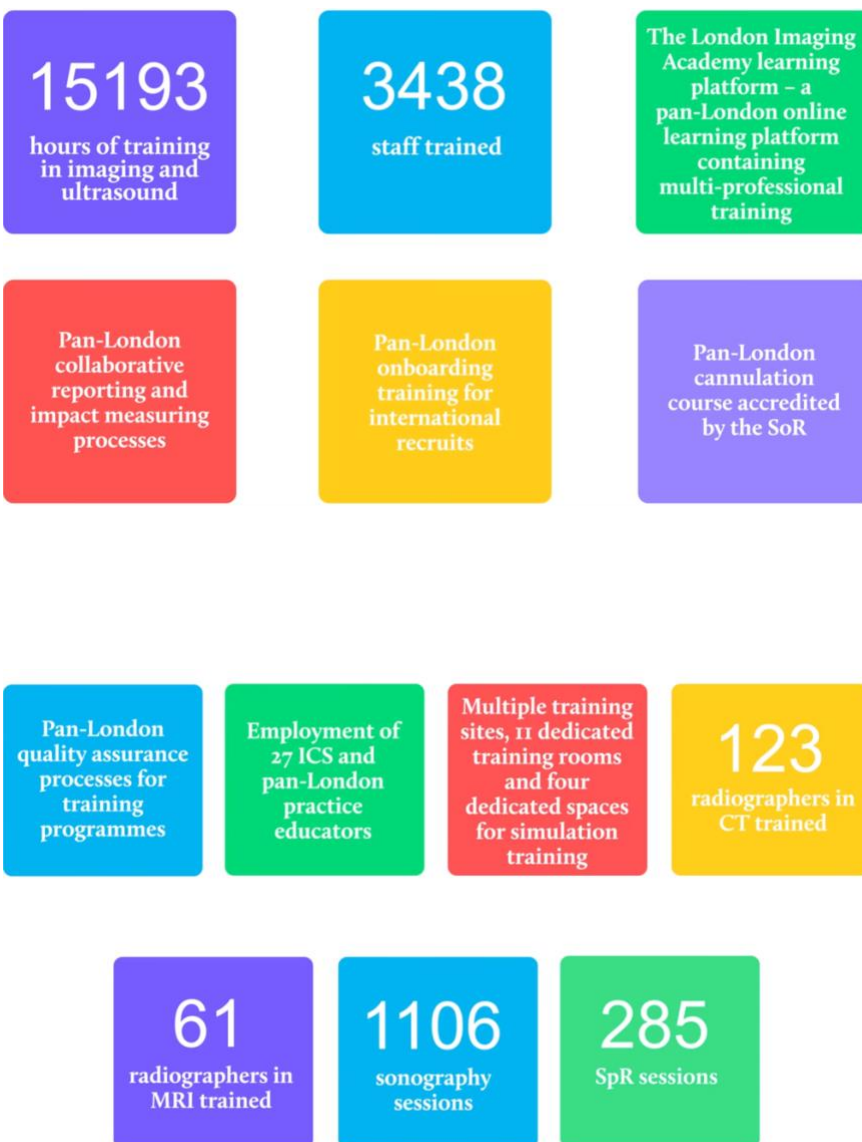 15193
hours of training
in imaging and
ultrasound
3438
staff trained
The London Imaging
Academy learning
platform – a
pan-London online
learning platform
containing
multi-professional
training
Pan-London
collaborative
reporting and
impact measuring
processes
Pan-London
onboarding
training for
international
recruits
Pan-London
cannulation
course accredited
by the SoR
Pan-London
quality assurance
processes for
training
programmes
Employment of
27 ICS and
pan-London
practice
educators
Multiple training
sites, 11 dedicated
training rooms
and four
dedicated spaces
for simulation
training
123
radiographers in
CT trained
61
radiographers in
MRI trained
1106
sonography
sessions
285
SpR sessions